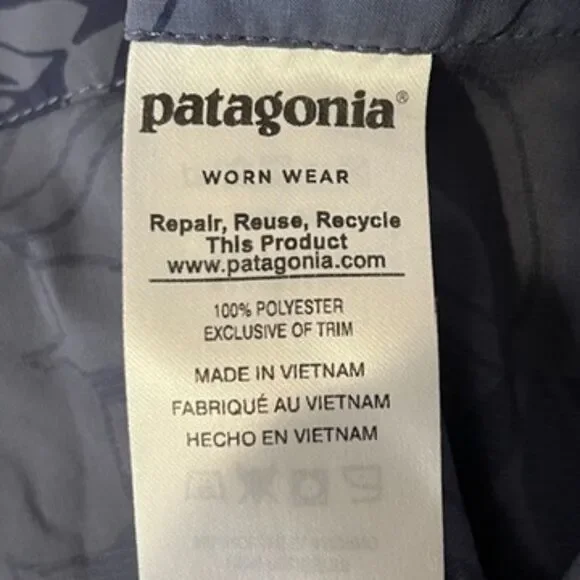 patagonia®
WORN WEAR
Repair, Reuse, Recycle
This Product
www.patagonia.com
100% POLYESTER
EXCLUSIVE OF TRIM
MADE IN VIETNAM
FABRIQUÉ AU VIETNAM
HECHO EN VIETNAM